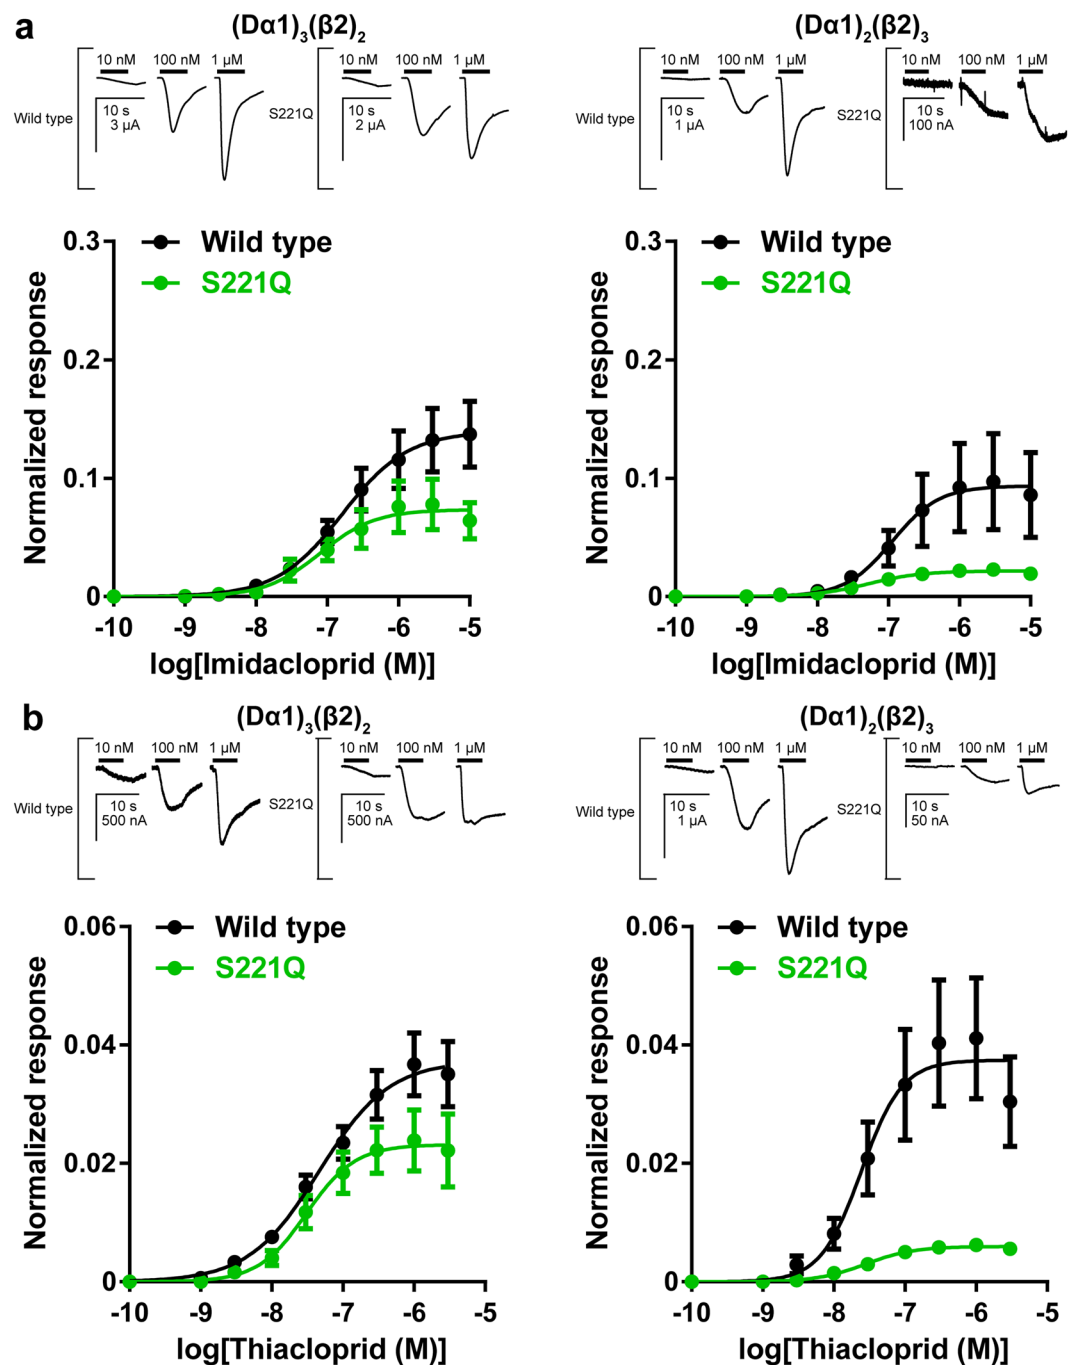 a
(Dα1)₃(β2)₂
(Dα1)₂(β2)₃
10 nM 100 nM 1 µM
10 nM 100 nM 1 µM
10 nM 100 nM 1 µM
10 nM 100 nM 1 µM
Wild type
10 s
3 µA
S221Q
10 s
2 µA
Wild type
10 s
1 µA
S221Q
10 s
100 nA
Normalized response
0.3
0.2
0.1
0
Wild type
S221Q
-10 -9 -8 -7 -6 -5
log[Imidacloprid (M)]
Normalized response
0.3
0.2
0.1
0
Wild type
S221Q
-10 -9 -8 -7 -6 -5
log[Imidacloprid (M)]
b
(Dα1)₃(β2)₂
(Dα1)₂(β2)₃
10 nM 100 nM 1 µM
10 nM 100 nM 1 µM
10 nM 100 nM 1 µM
10 nM 100 nM 1 µM
Wild type
10 s
500 nA
S221Q
10 s
500 nA
Wild type
10 s
1 µA
S221Q
10 s
50 nA
Normalized response
0.06
0.04
0.02
0
Wild type
S221Q
-10 -9 -8 -7 -6 -5
log[Thiacloprid (M)]
Normalized response
0.06
0.04
0.02
0
Wild type
S221Q
-10 -9 -8 -7 -6 -5
log[Thiacloprid (M)]